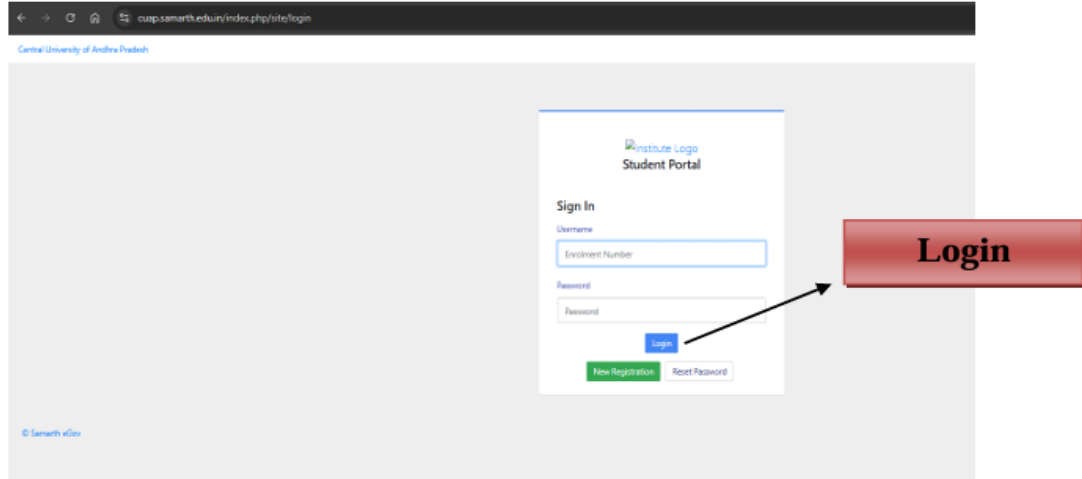 cuap.samarth.edu.in/index.php/site/login
Central University of Andhra Pradesh
Institute Logo
Student Portal
Sign In
Username
Enrolment Number
Password
Password
Login
New Registration Reset Password
Login
© Samarth eGov